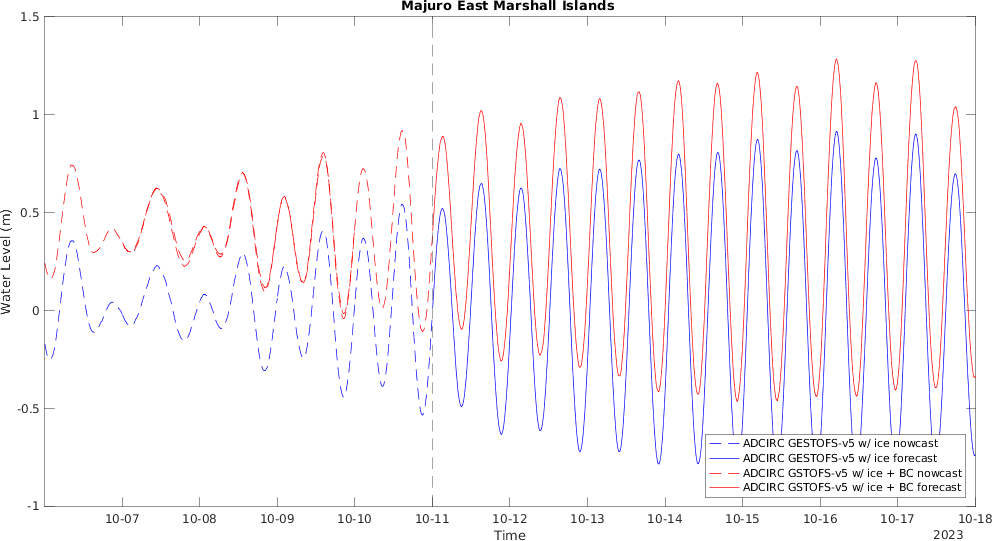 Majuro East Marshall Islands
1.5
1
0.5
0
-0.5
-1
Water Level (m)
ADCIRC GESTOFS-v5 w/ ice nowcast
ADCIRC GESTOFS-v5 w/ ice forecast
ADCIRC GSTOFS-v5 w/ ice + BC nowcast
ADCIRC GSTOFS-v5 w/ ice + BC forecast
10-07 10-08 10-09 10-10 10-11 10-12 10-13 10-14 10-15 10-16 10-17 10-18
Time
2023